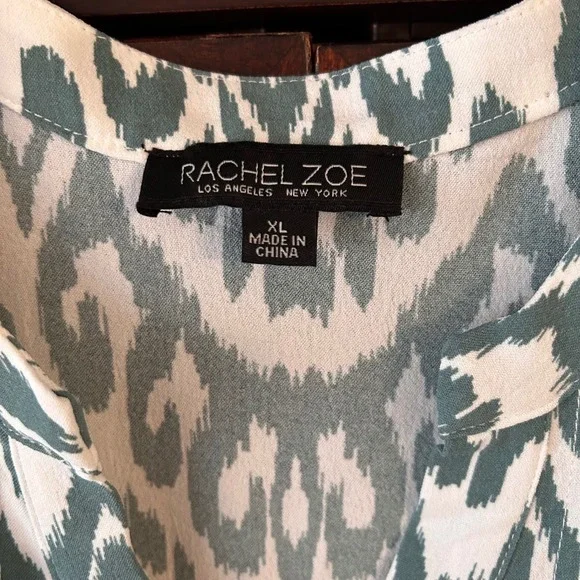 RACHEL ZOE
LOS ANGELES NEW YORK
XL
MADE IN
CHINA